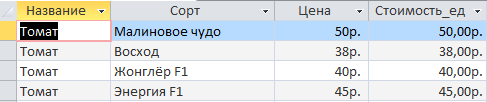 Название Сорт Цена Стоимость_ед
Томат Малиновое чудо 50р. 50,00р.
Томат Восход 38р. 38,00р.
Томат Жонглёр F1 40р. 40,00р.
Томат Энергия F1 45р. 45,00р.